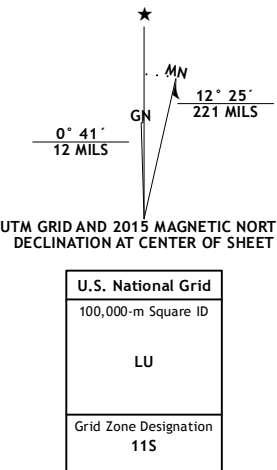 MN
GN
12° 25´
221 MILS
0° 41´
12 MILS
UTM GRID AND 2015 MAGNETIC NORT
DECLINATION AT CENTER OF SHEET
U.S. National Grid
100,000-m Square ID
LU
Grid Zone Designation
11S